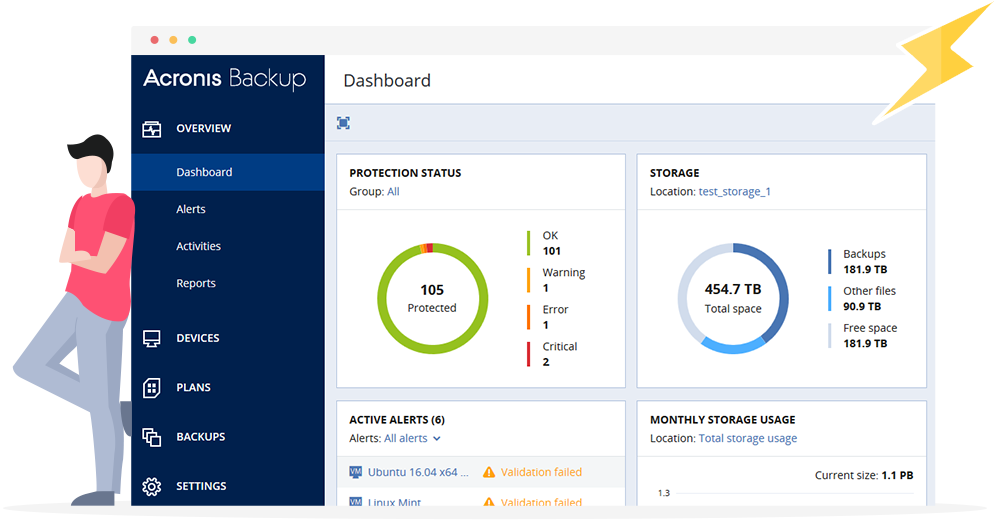 Acronis Backup
Dashboard
OVERVIEW
Dashboard
Alerts
Activities
Reports
DEVICES
PLANS
BACKUPS
SETTINGS
PROTECTION STATUS
Group: All
105
Protected
OK
101
Warning
1
Error
1
Critical
2
STORAGE
Location: test_storage_1
454.7 TB
Total space
Backups
181.9 TB
Other files
90.9 TB
Free space
181.9 TB
ACTIVE ALERTS (6)
Alerts: All alerts
VM Ubuntu 16.04 x64 ... Validation failed
VM Linux Mint Validation failed
MONTHLY STORAGE USAGE
Location: Total storage usage
Current size: 1.1 PB
1.3